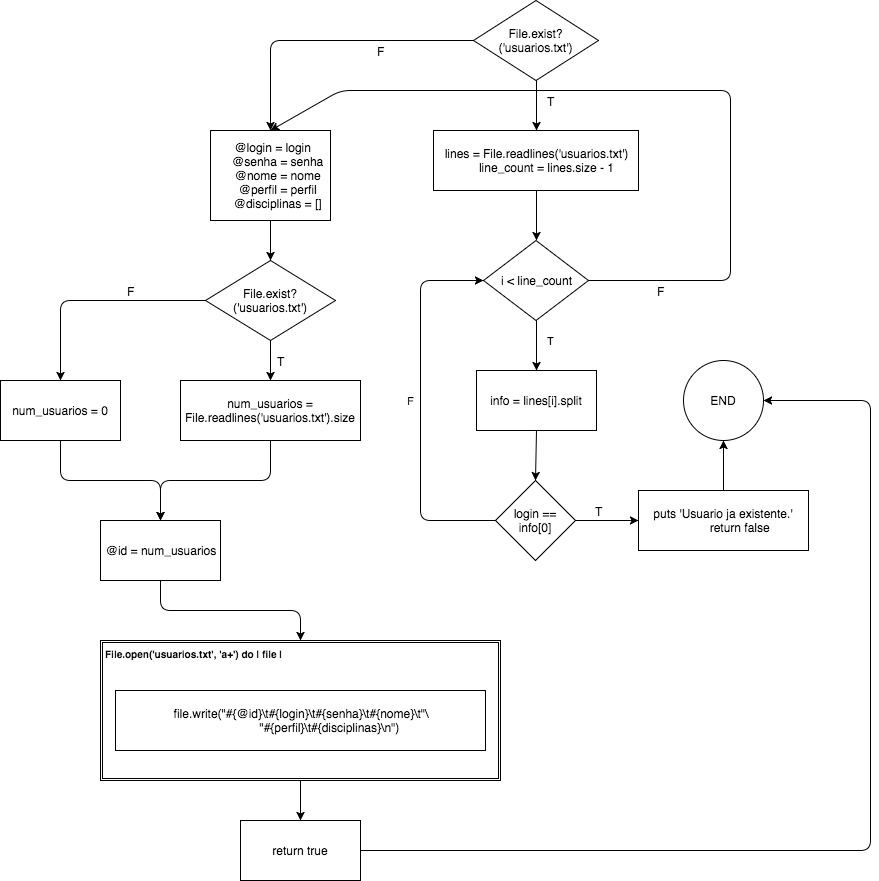 File.exist?
('usuarios.txt')
F
T
@login = login
@senha = senha
@nome = nome
@perfil = perfil
@disciplinas = []
lines = File.readlines('usuarios.txt')
line_count = lines.size - 1
File.exist?
('usuarios.txt')
F
T
i < line_count
F
T
num_usuarios = 0
num_usuarios =
File.readlines('usuarios.txt').size
info = lines[i].split
F
END
login ==
info[0]
T
puts 'Usuario ja existente.'
return false
@id = num_usuarios
File.open('usuarios.txt', 'a+') do | file |
file.write("#{@id}\t#{login}\t#{senha}\t#{nome}\t"\
"#{perfil}\t#{disciplinas}\n")
return true